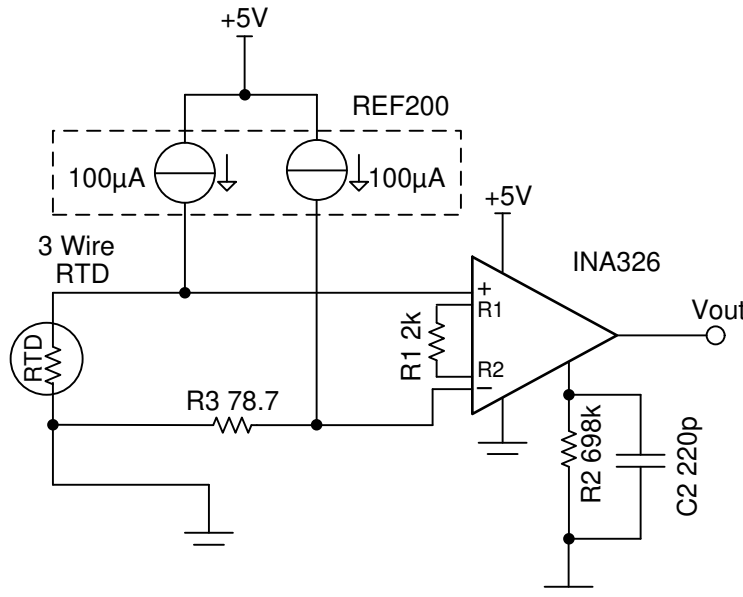 +5V
REF200
100µA
100µA
3 Wire
RTD
+5V
INA326
+
R1
R1 2k
R2
−
Vout
RTD
R3 78.7
R2 698k
C2 220p